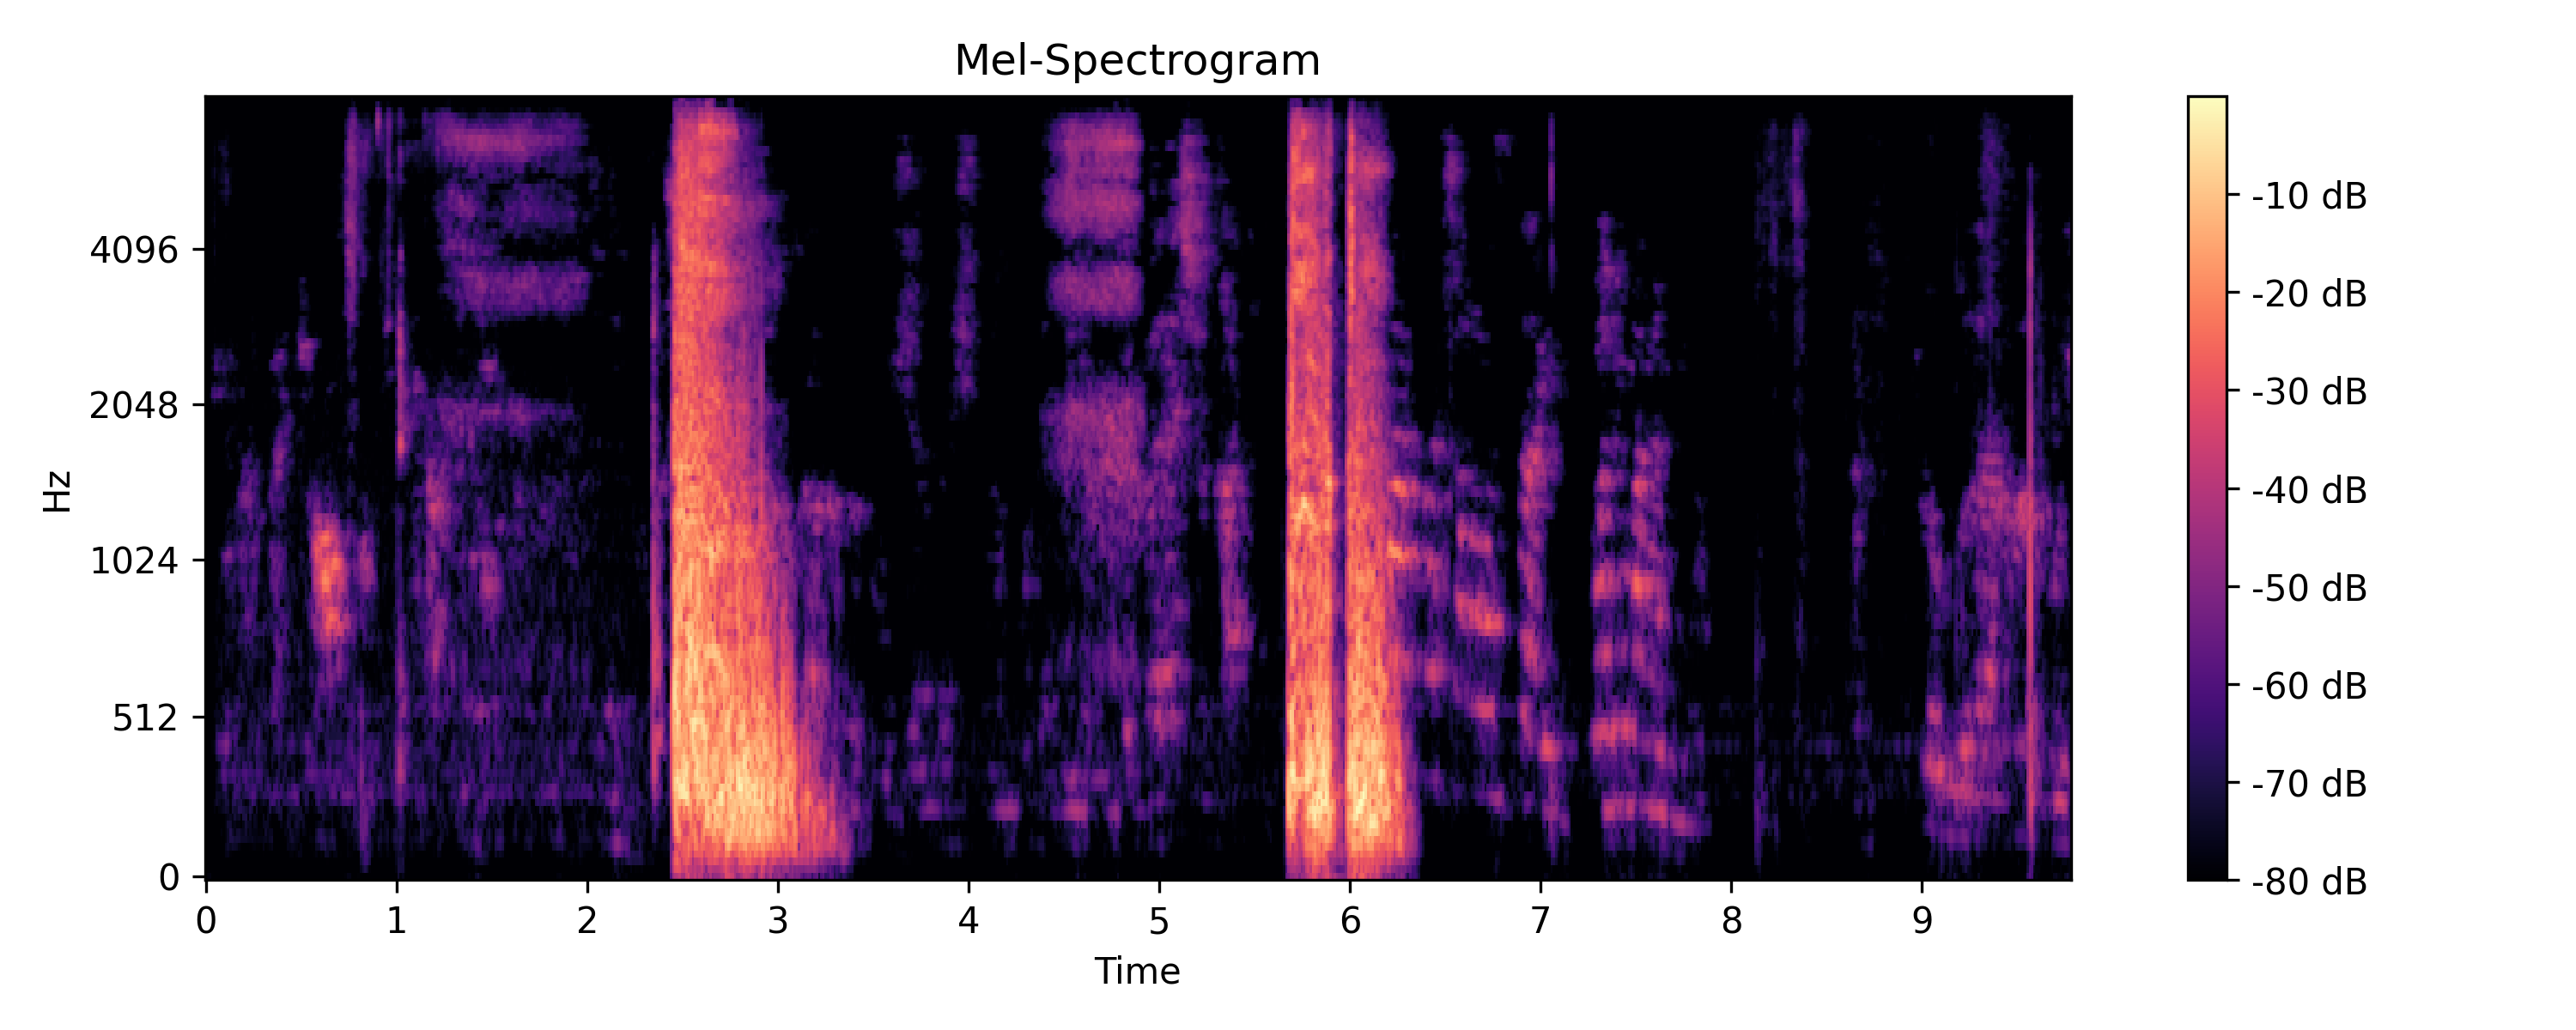 Mel-Spectrogram
Hz
4096
2048
1024
512
0
0 1 2 3 4 5 6 7 8 9
Time
-10 dB
-20 dB
-30 dB
-40 dB
-50 dB
-60 dB
-70 dB
-80 dB